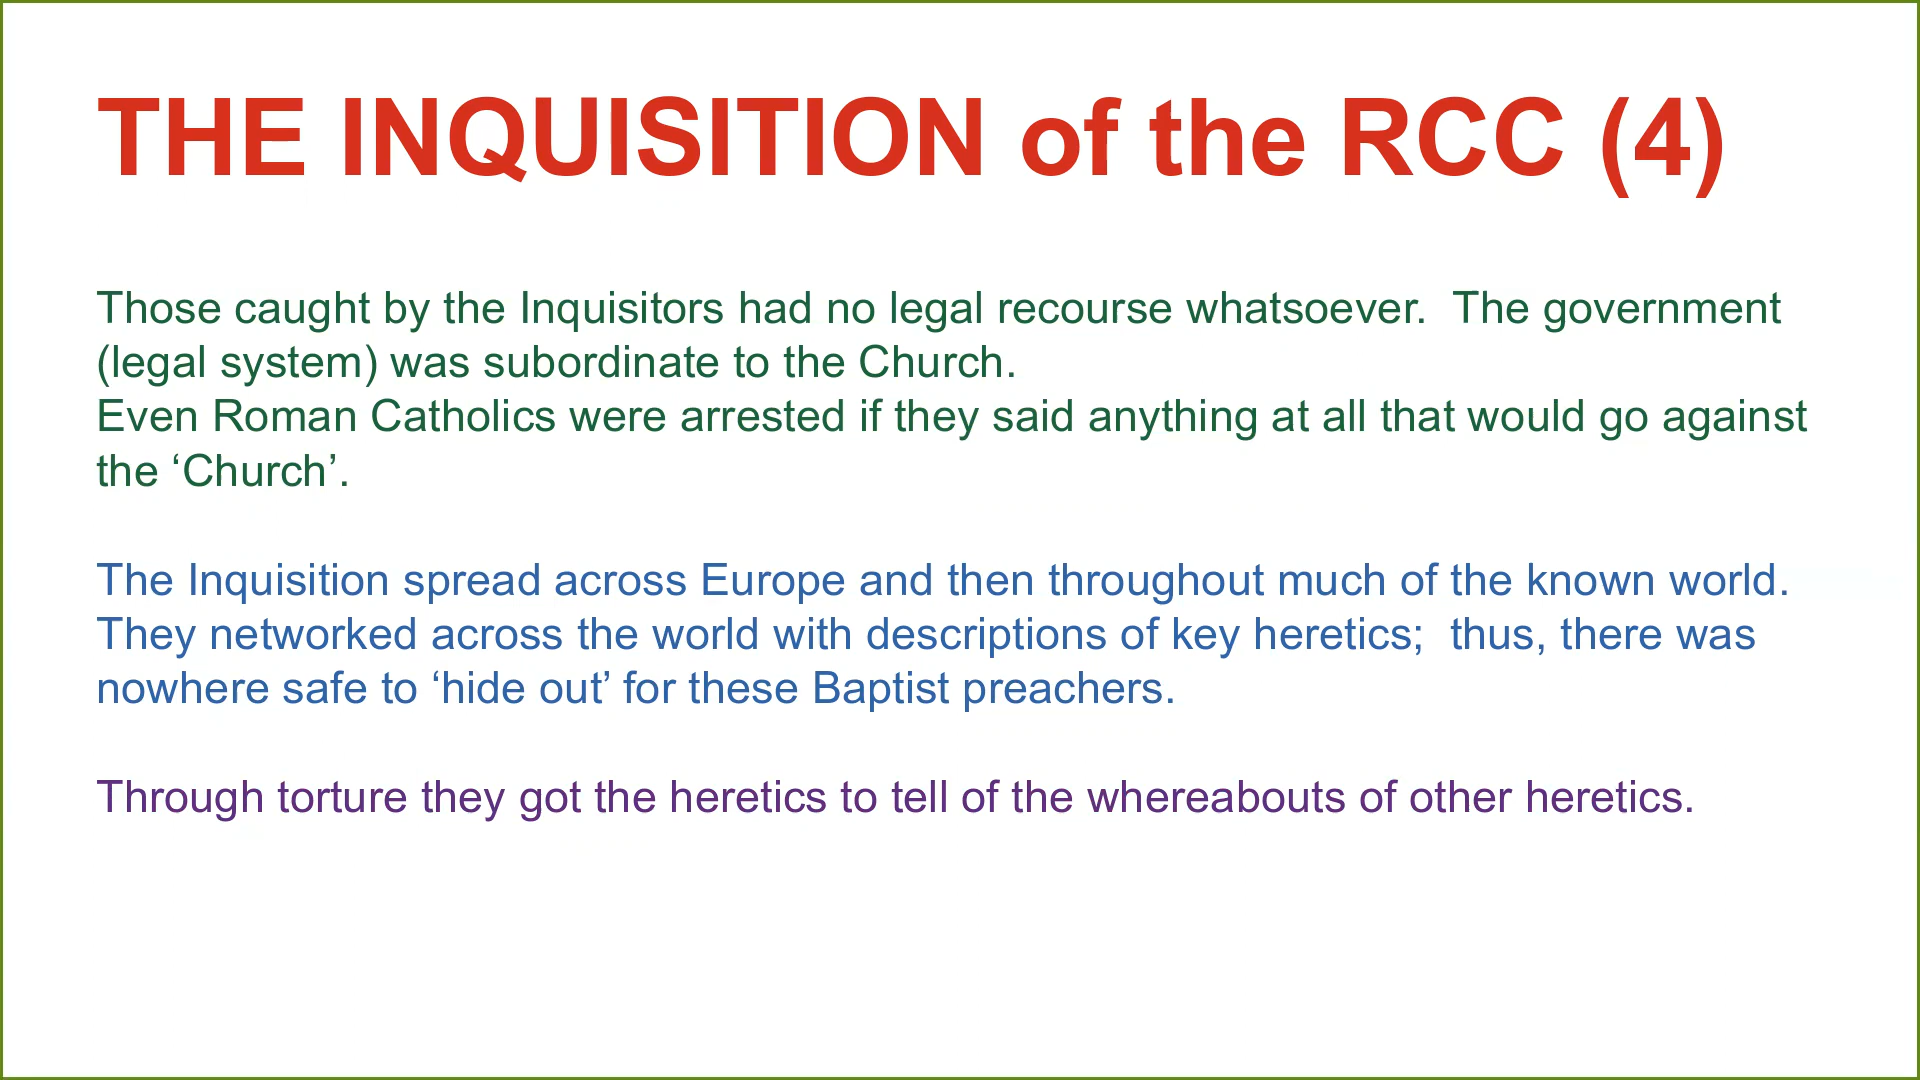 THE INQUISITION of the RCC (4)
Those caught by the Inquisitors had no legal recourse whatsoever.  The government
(legal system) was subordinate to the Church.
Even Roman Catholics were arrested if they said anything at all that would go against
the ‘Church’.
The Inquisition spread across Europe and then throughout much of the known world.
They networked across the world with descriptions of key heretics;  thus, there was
nowhere safe to ‘hide out’ for these Baptist preachers.
Through torture they got the heretics to tell of the whereabouts of other heretics.